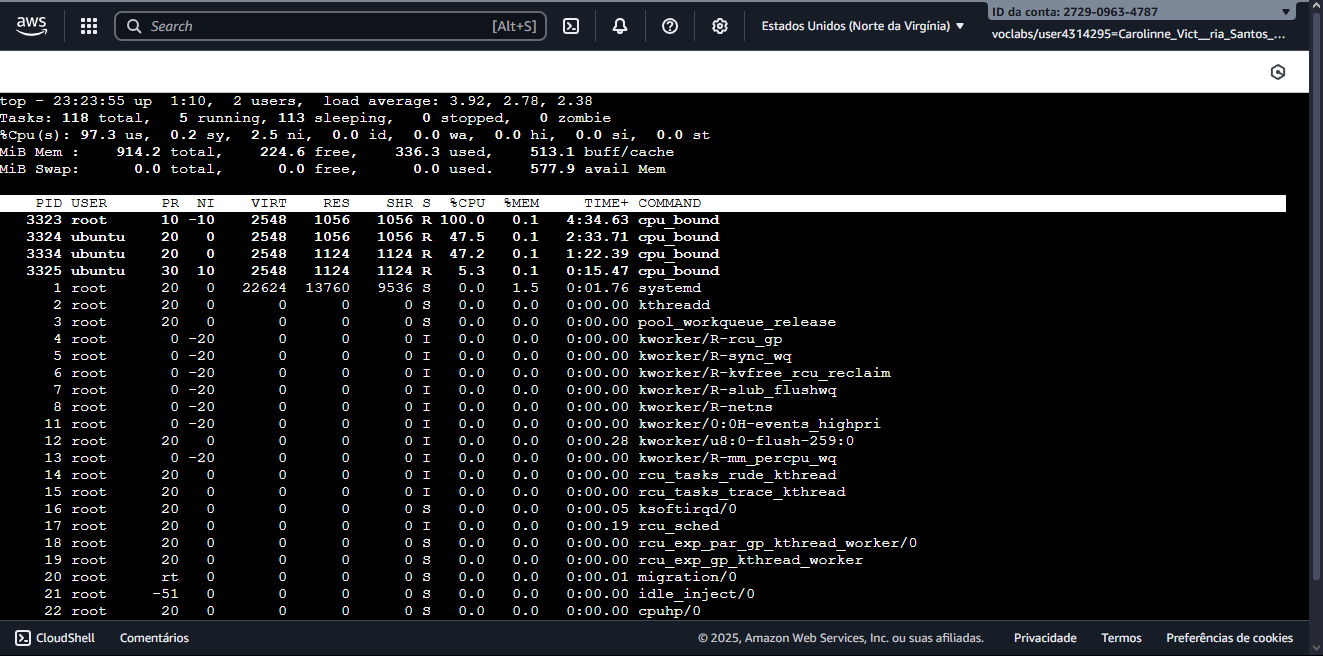 aws
Search [Alt+S] Estados Unidos (Norte da Virgínia) ID da conta: 2729-0963-4787
voclabs/user4314295=Carolinne_Vict__ria_Santos_...
top - 23:23:55 up  1:10,  2 users,  load average: 3.92, 2.78, 2.38
Tasks: 118 total,   5 running, 113 sleeping,   0 stopped,   0 zombie
%Cpu(s): 97.3 us,  0.2 sy,  2.5 ni,  0.0 id,  0.0 wa,  0.0 hi,  0.0 si,  0.0 st
MiB Mem :    914.2 total,    224.6 free,    336.3 used,    513.1 buff/cache
MiB Swap:      0.0 total,      0.0 free,      0.0 used.    577.9 avail Mem
PID USER      PR  NI    VIRT    RES    SHR S  %CPU  %MEM     TIME+ COMMAND
3323 root      10 -10    2548   1056   1056 R 100.0   0.1   4:34.63 cpu_bound
3324 ubuntu    20   0    2548   1056   1056 R  47.5   0.1   2:33.71 cpu_bound
3334 ubuntu    20   0    2548   1124   1124 R  47.2   0.1   1:22.39 cpu_bound
3325 ubuntu    30  10    2548   1124   1124 R   5.3   0.1   0:15.47 cpu_bound
1 root      20   0   22624  13760   9536 S   0.0   1.5   0:01.76 systemd
2 root      20   0       0      0      0 S   0.0   0.0   0:00.00 kthreadd
3 root      20   0       0      0      0 S   0.0   0.0   0:00.00 pool_workqueue_release
4 root       0 -20       0      0      0 I   0.0   0.0   0:00.00 kworker/R-rcu_gp
5 root       0 -20       0      0      0 I   0.0   0.0   0:00.00 kworker/R-sync_wq
6 root       0 -20       0      0      0 I   0.0   0.0   0:00.00 kworker/R-kvfree_rcu_reclaim
7 root       0 -20       0      0      0 I   0.0   0.0   0:00.00 kworker/R-slub_flushwq
8 root       0 -20       0      0      0 I   0.0   0.0   0:00.00 kworker/R-netns
11 root       0 -20       0      0      0 I   0.0   0.0   0:00.00 kworker/0:0H-events_highpri
12 root      20   0       0      0      0 I   0.0   0.0   0:00.28 kworker/u8:0-flush-259:0
13 root       0 -20       0      0      0 I   0.0   0.0   0:00.00 kworker/R-mm_percpu_wq
14 root      20   0       0      0      0 I   0.0   0.0   0:00.00 rcu_tasks_rude_kthread
15 root      20   0       0      0      0 I   0.0   0.0   0:00.00 rcu_tasks_trace_kthread
16 root      20   0       0      0      0 S   0.0   0.0   0:00.05 ksoftirqd/0
17 root      20   0       0      0      0 I   0.0   0.0   0:00.19 rcu_sched
18 root      20   0       0      0      0 S   0.0   0.0   0:00.00 rcu_exp_par_gp_kthread_worker/0
19 root      20   0       0      0      0 S   0.0   0.0   0:00.00 rcu_exp_gp_kthread_worker
20 root      rt   0       0      0      0 S   0.0   0.0   0:00.01 migration/0
21 root     -51   0       0      0      0 S   0.0   0.0   0:00.00 idle_inject/0
22 root      20   0       0      0      0 S   0.0   0.0   0:00.00 cpuhp/0
CloudShell Comentários © 2025, Amazon Web Services, Inc. ou suas afiliadas. Privacidade Termos Preferências de cookies